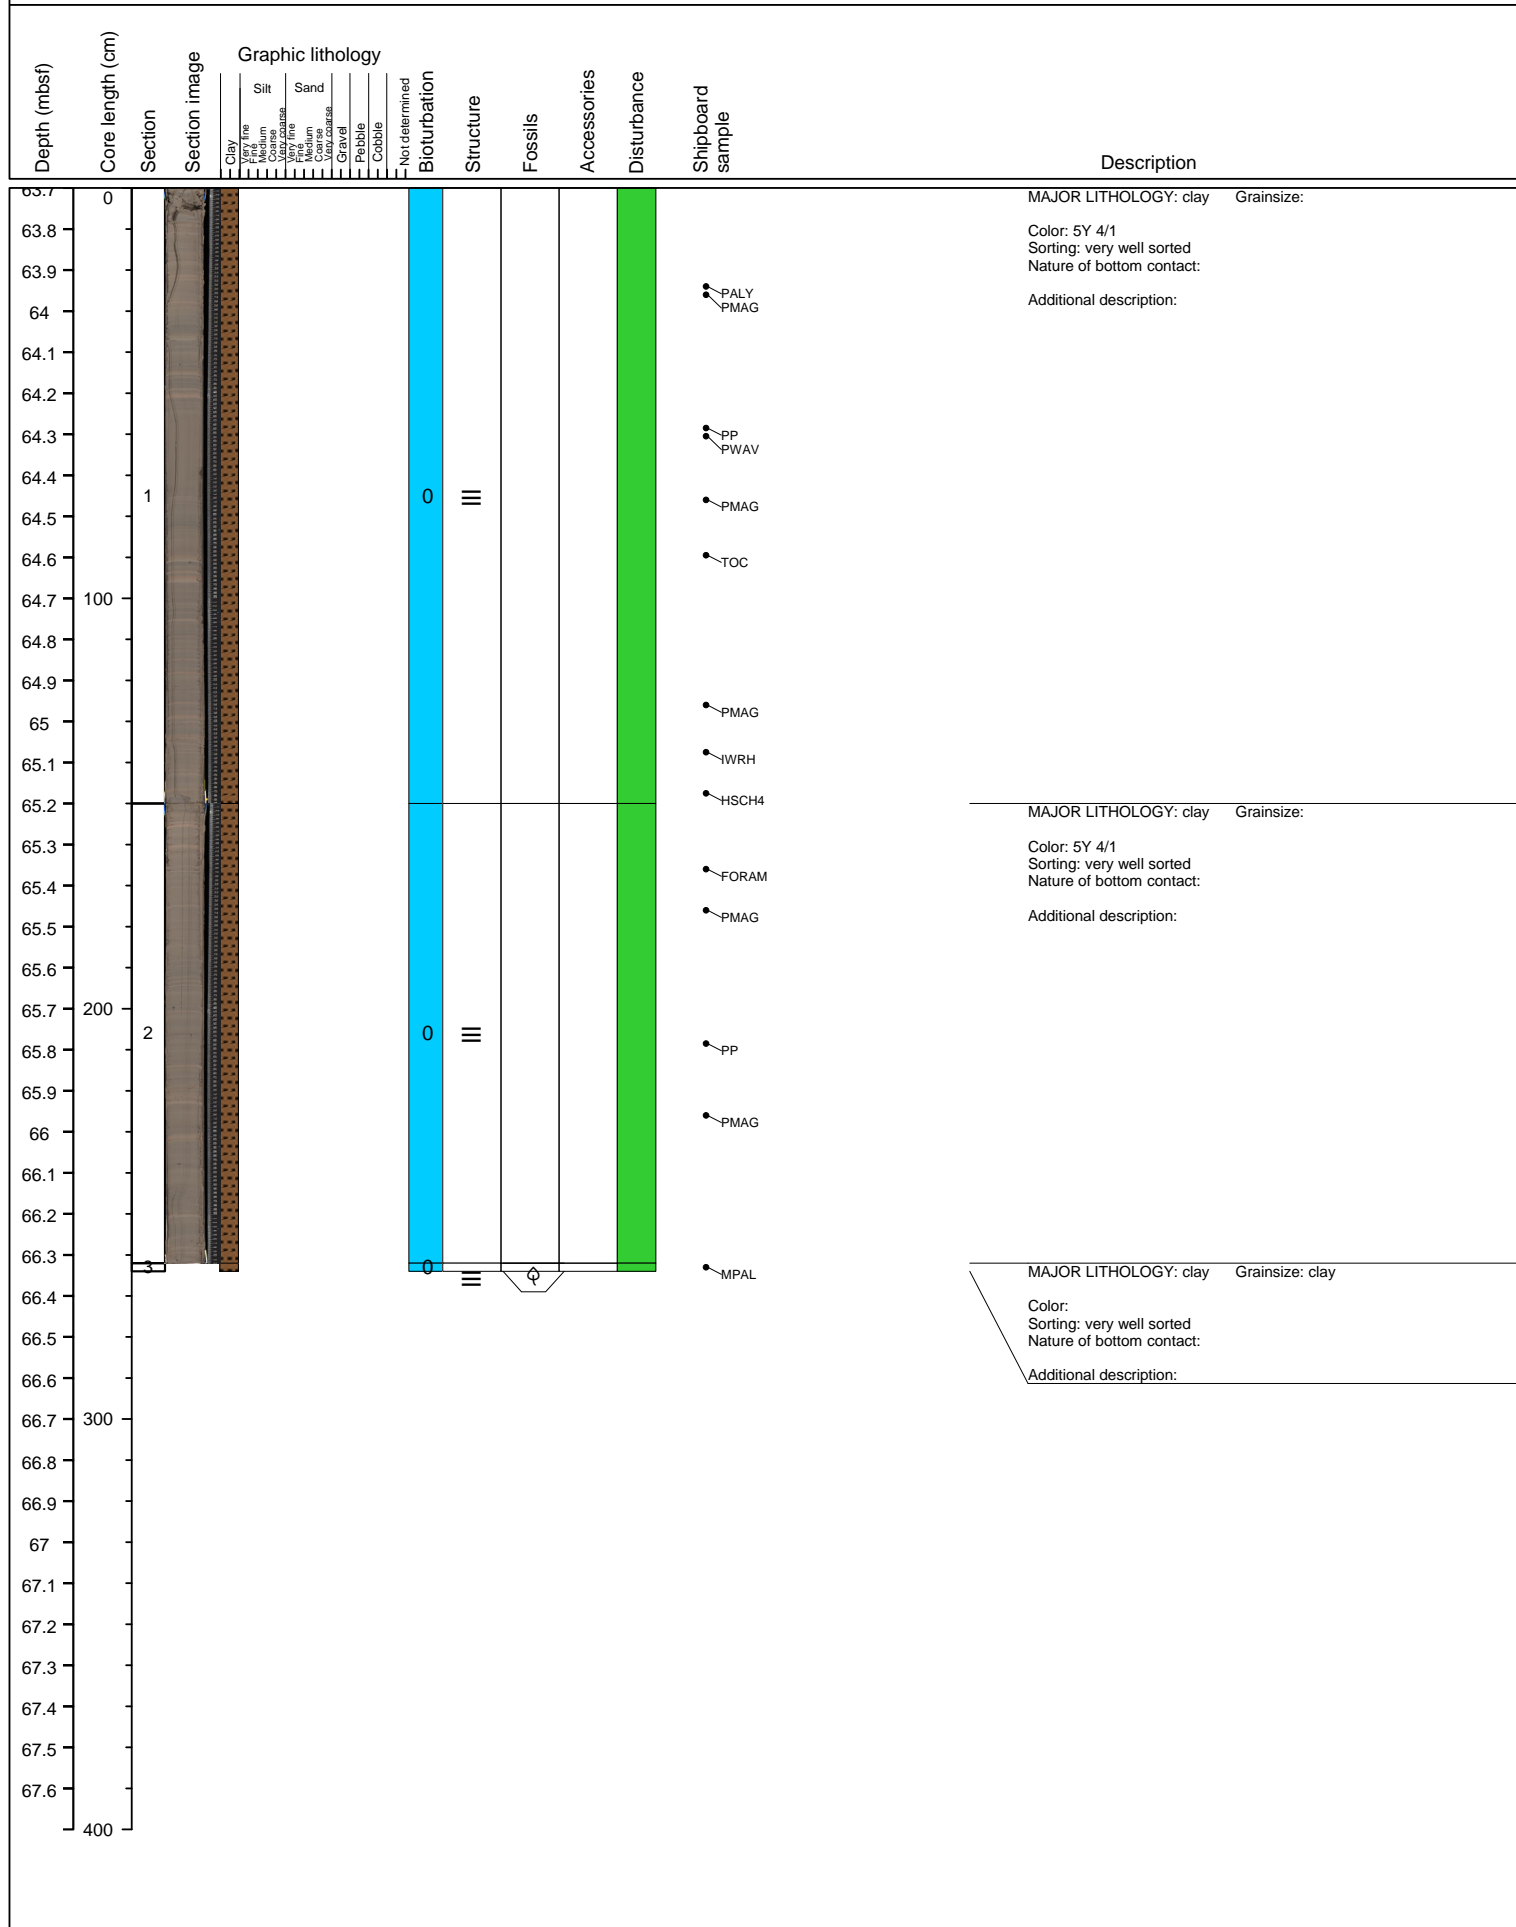 Depth (mbsf)
Core length (cm)
Section
Section image
Graphic lithology
Clay
Silt
Very fine
Fine
Medium
Coarse
Very coarse
Sand
Very fine
Fine
Medium
Coarse
Very coarse
Gravel
Pebble
Cobble
Not determined
Bioturbation
Structure
Fossils
Accessories
Disturbance
Shipboard
sample
Description
63.7
63.8
63.9
64
64.1
64.2
64.3
64.4
64.5
64.6
64.7
64.8
64.9
65
65.1
65.2
65.3
65.4
65.5
65.6
65.7
65.8
65.9
66
66.1
66.2
66.3
66.4
66.5
66.6
66.7
66.8
66.9
67
67.1
67.2
67.3
67.4
67.5
67.6
0
100
200
300
400
1
2
3
0
0
0
PALY
PMAG
PP
PWAV
PMAG
TOC
PMAG
IWRH
HSCH4
FORAM
PMAG
PP
PMAG
MPAL
MAJOR LITHOLOGY: clay Grainsize:
Color: 5Y 4/1
Sorting: very well sorted
Nature of bottom contact:
Additional description:
MAJOR LITHOLOGY: clay Grainsize:
Color: 5Y 4/1
Sorting: very well sorted
Nature of bottom contact:
Additional description:
MAJOR LITHOLOGY: clay Grainsize: clay
Color:
Sorting: very well sorted
Nature of bottom contact:
Additional description: